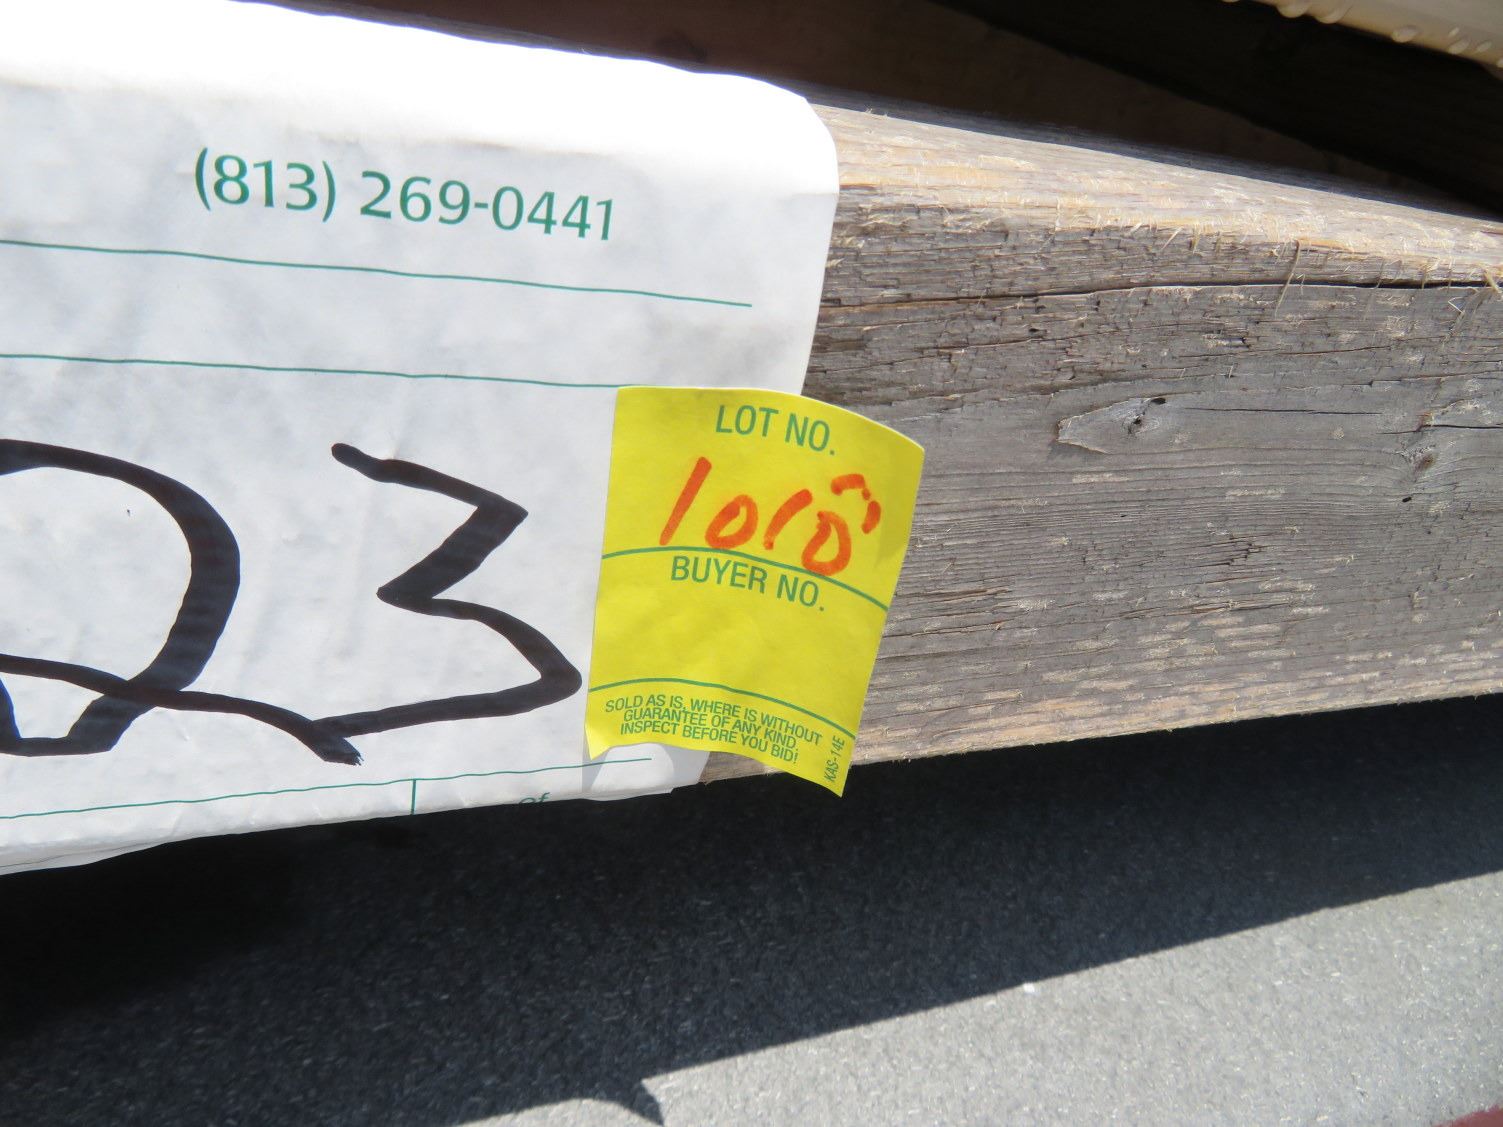 (813) 269-0441
23
LOT NO.
1010
BUYER NO.
SOLD AS IS, WHERE IS WITHOUT
GUARANTEE OF ANY KIND.
INSPECT BEFORE YOU BID!
KAS-14E
of